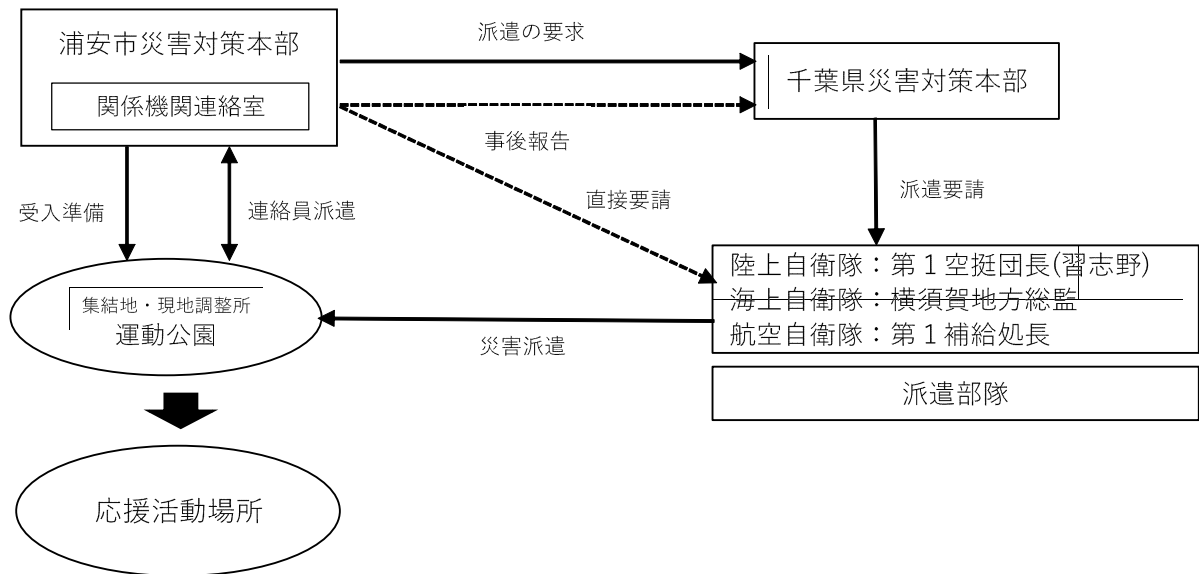 浦安市災害対策本部
関係機関連絡室
派遣の要求
千葉県災害対策本部
事後報告
直接要請
派遣要請
受入準備
連絡員派遣
陸上自衛隊：第１空挺団長(習志野)
海上自衛隊：横須賀地方総監
航空自衛隊：第１補給処長
集結地・現地調整所
運動公園
災害派遣
派遣部隊
応援活動場所